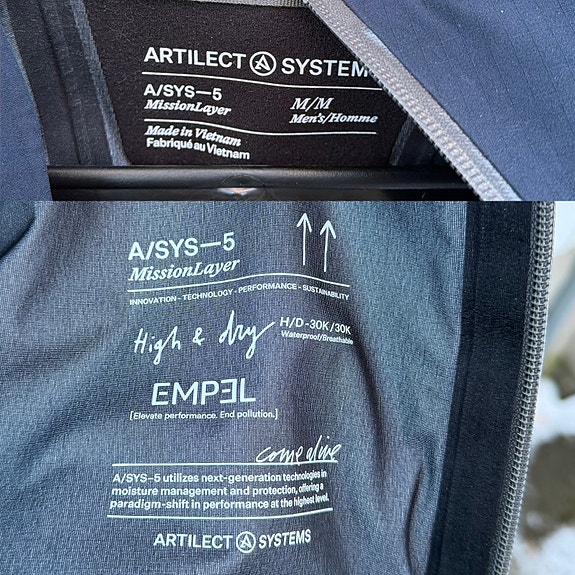 ARTILECT SYSTEMS
A/SYS—5
MissionLayer
M/M
Men's/Homme
Made in Vietnam
Fabriqué au Vietnam
A/SYS—5
MissionLayer
INNOVATION - TECHNOLOGY - PERFORMANCE - SUSTAINABILITY
High & dry
H/D-30K/30K
Waterproof/Breathable
EMPEL
[Elevate performance. End pollution.]
come alive
A/SYS–5 utilizes next-generation technologies in
moisture management and protection, offering a
paradigm-shift in performance at the highest level.
ARTILECT SYSTEMS